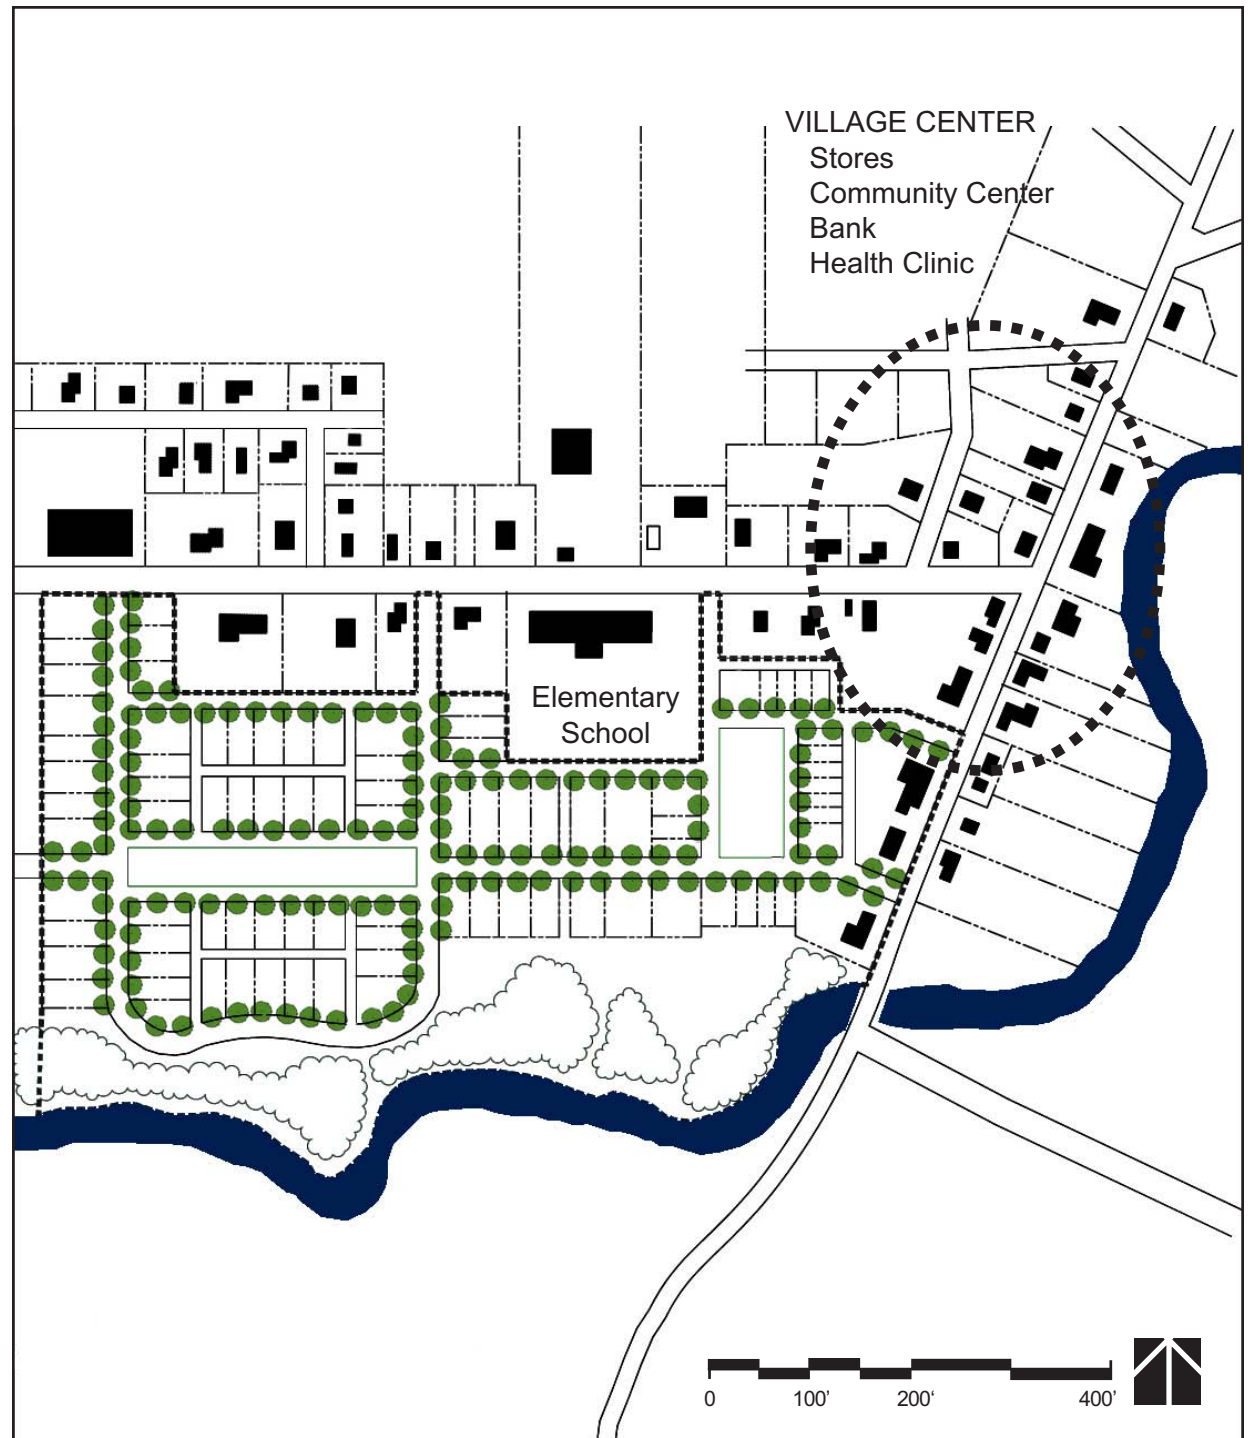 VILLAGE CENTER
Stores
Community Center
Bank
Health Clinic
Elementary
School
0 100' 200‘ 400'